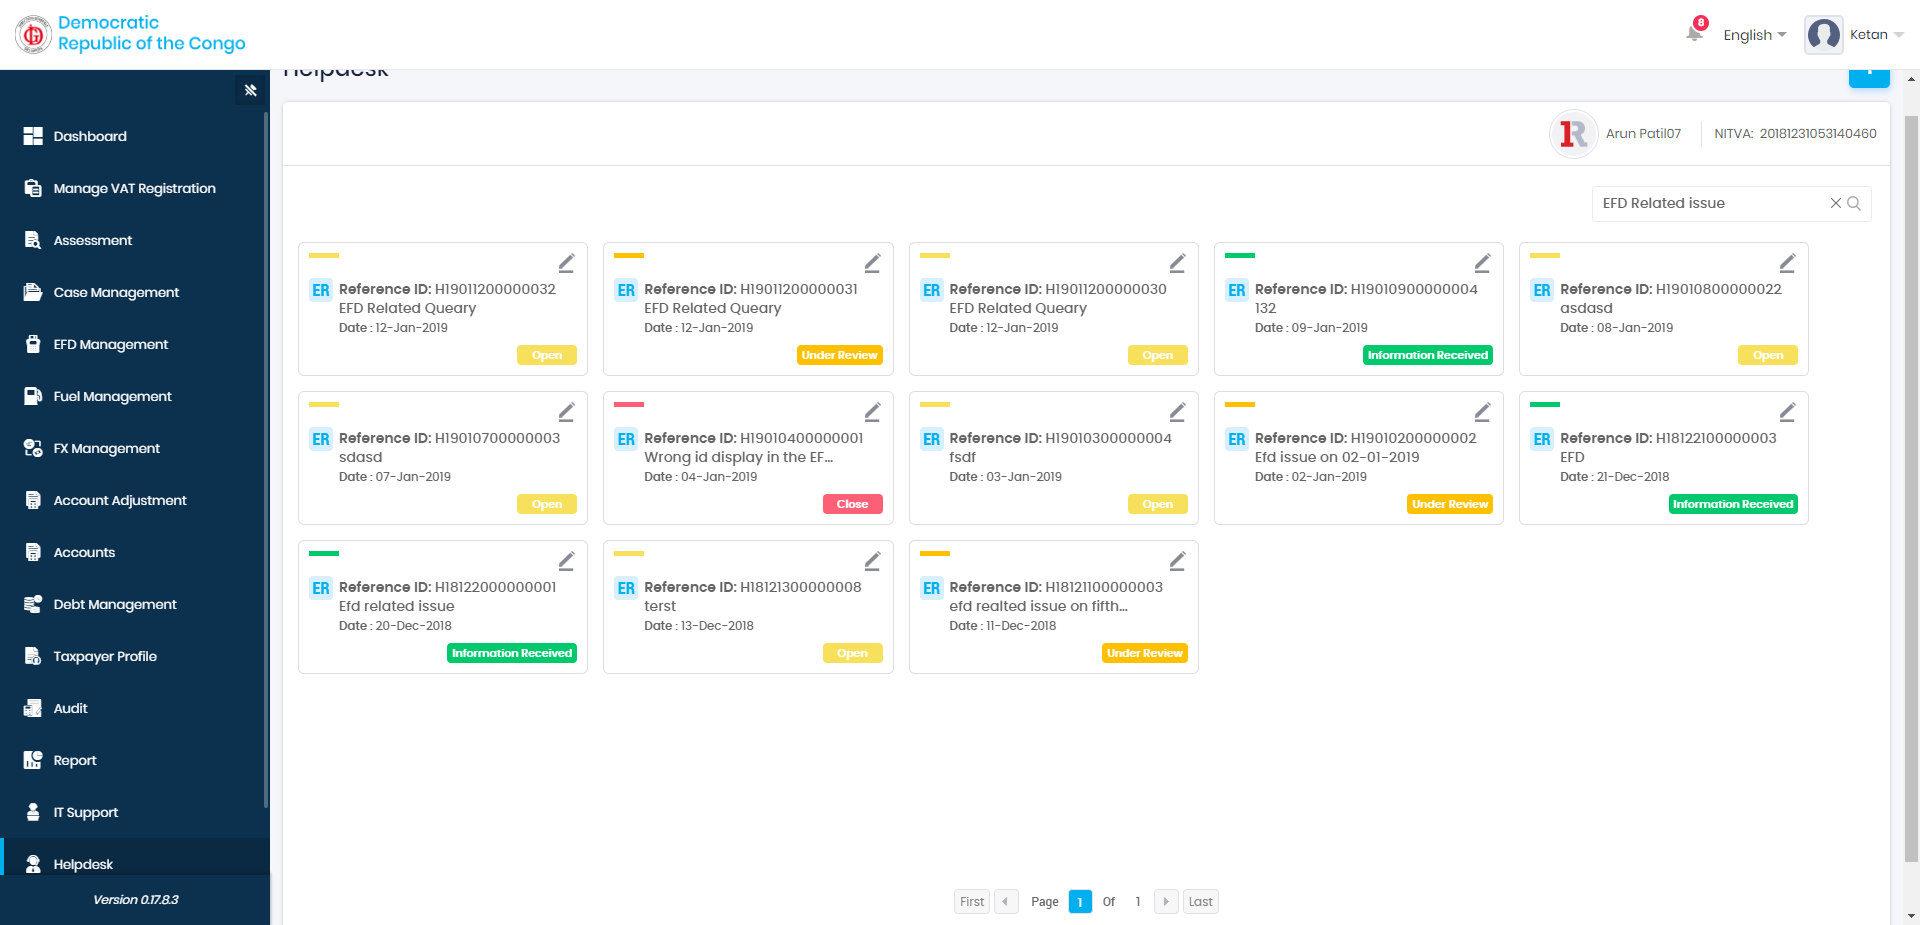 Democratic
Republic of the Congo
8
English
Ketan
Helpdesk
Arun Patil07
NITVA: 20181231053140460
EFD Related issue
Dashboard
Manage VAT Registration
Assessment
Case Management
EFD Management
Fuel Management
FX Management
Account Adjustment
Accounts
Debt Management
Taxpayer Profile
Audit
Report
IT Support
Helpdesk
Version 0.17.8.3
ER
Reference ID: H19011200000032
EFD Related Queary
Date : 12-Jan-2019
Open
ER
Reference ID: H19011200000031
EFD Related Queary
Date : 12-Jan-2019
Under Review
ER
Reference ID: H19011200000030
EFD Related Queary
Date : 12-Jan-2019
Open
ER
Reference ID: H19010900000004
132
Date : 09-Jan-2019
Information Received
ER
Reference ID: H19010800000022
asdasd
Date : 08-Jan-2019
Open
ER
Reference ID: H19010700000003
sdasd
Date : 07-Jan-2019
Open
ER
Reference ID: H19010400000001
Wrong id display in the EF...
Date : 04-Jan-2019
Close
ER
Reference ID: H19010300000004
fsdf
Date : 03-Jan-2019
Open
ER
Reference ID: H19010200000002
Efd issue on 02-01-2019
Date : 02-Jan-2019
Under Review
ER
Reference ID: H18122100000003
EFD
Date : 21-Dec-2018
Information Received
ER
Reference ID: H18122000000001
Efd related issue
Date : 20-Dec-2018
Information Received
ER
Reference ID: H18121300000008
terst
Date : 13-Dec-2018
Open
ER
Reference ID: H18121100000003
efd realted issue on fifth...
Date : 11-Dec-2018
Under Review
First
Page 1 Of 1
Last